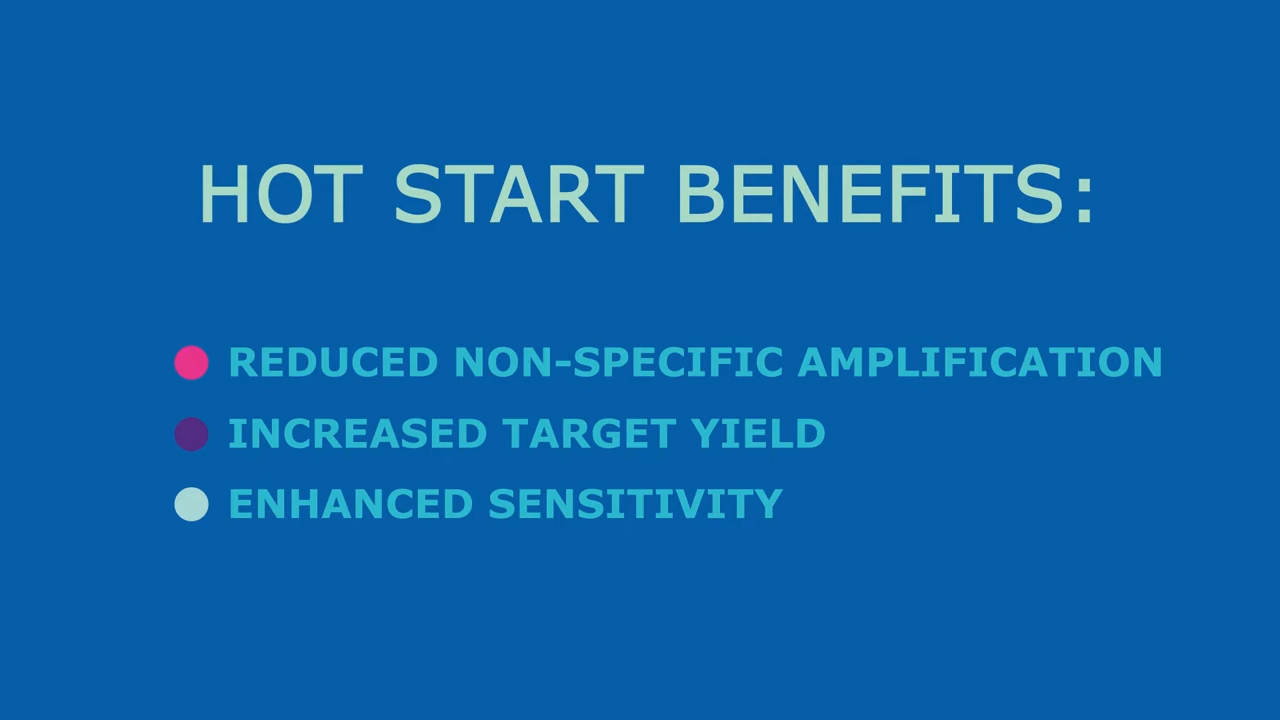 HOT START BENEFITS:
REDUCED NON-SPECIFIC AMPLIFICATION
INCREASED TARGET YIELD
ENHANCED SENSITIVITY